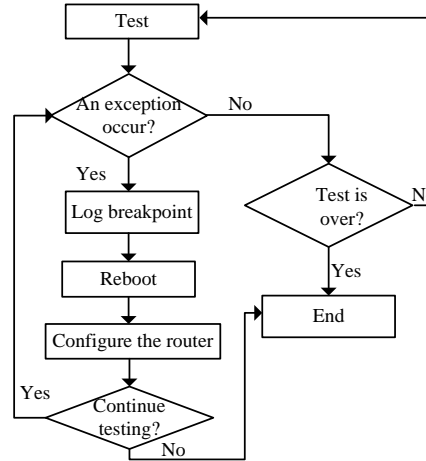 Test
An exception
occur?
No
Yes
Log breakpoint
Test is
over?
N
Reboot
Yes
End
Configure the router
Yes
Continue
testing?
No